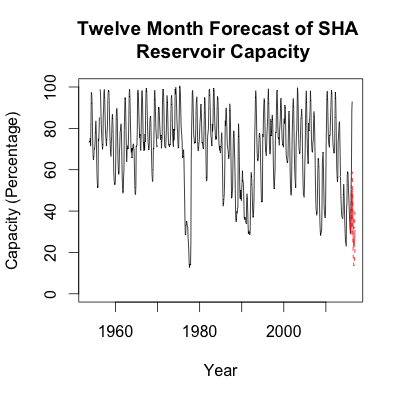 Twelve Month Forecast of SHA
Reservoir Capacity
Capacity (Percentage)
100
80
60
40
20
0
1960
1980
2000
Year